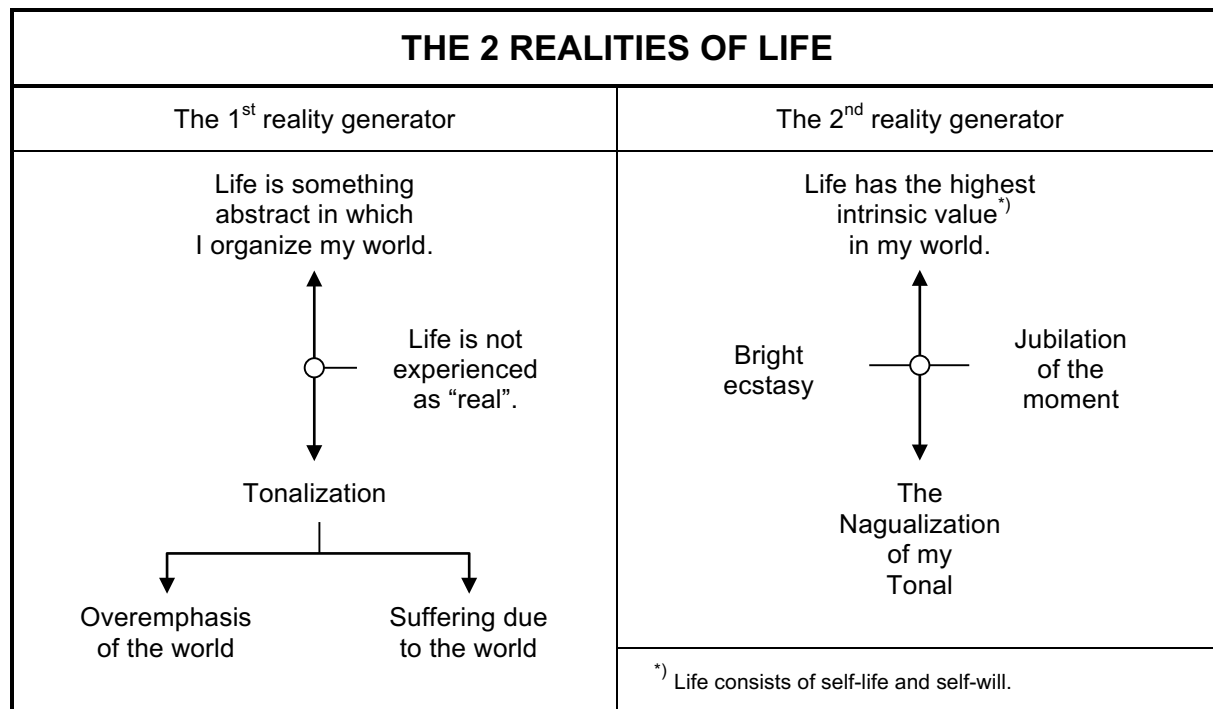 THE 2 REALITIES OF LIFE
The 1st reality generator
Life is something
abstract in which
I organize my world.
Life is not
experienced
as “real”.
Tonalization
Overemphasis
of the world
Suffering due
to the world
The 2nd reality generator
Life has the highest
intrinsic value*)
in my world.
Bright
ecstasy
Jubilation
of the
moment
The
Nagualization
of my
Tonal
*) Life consists of self-life and self-will.